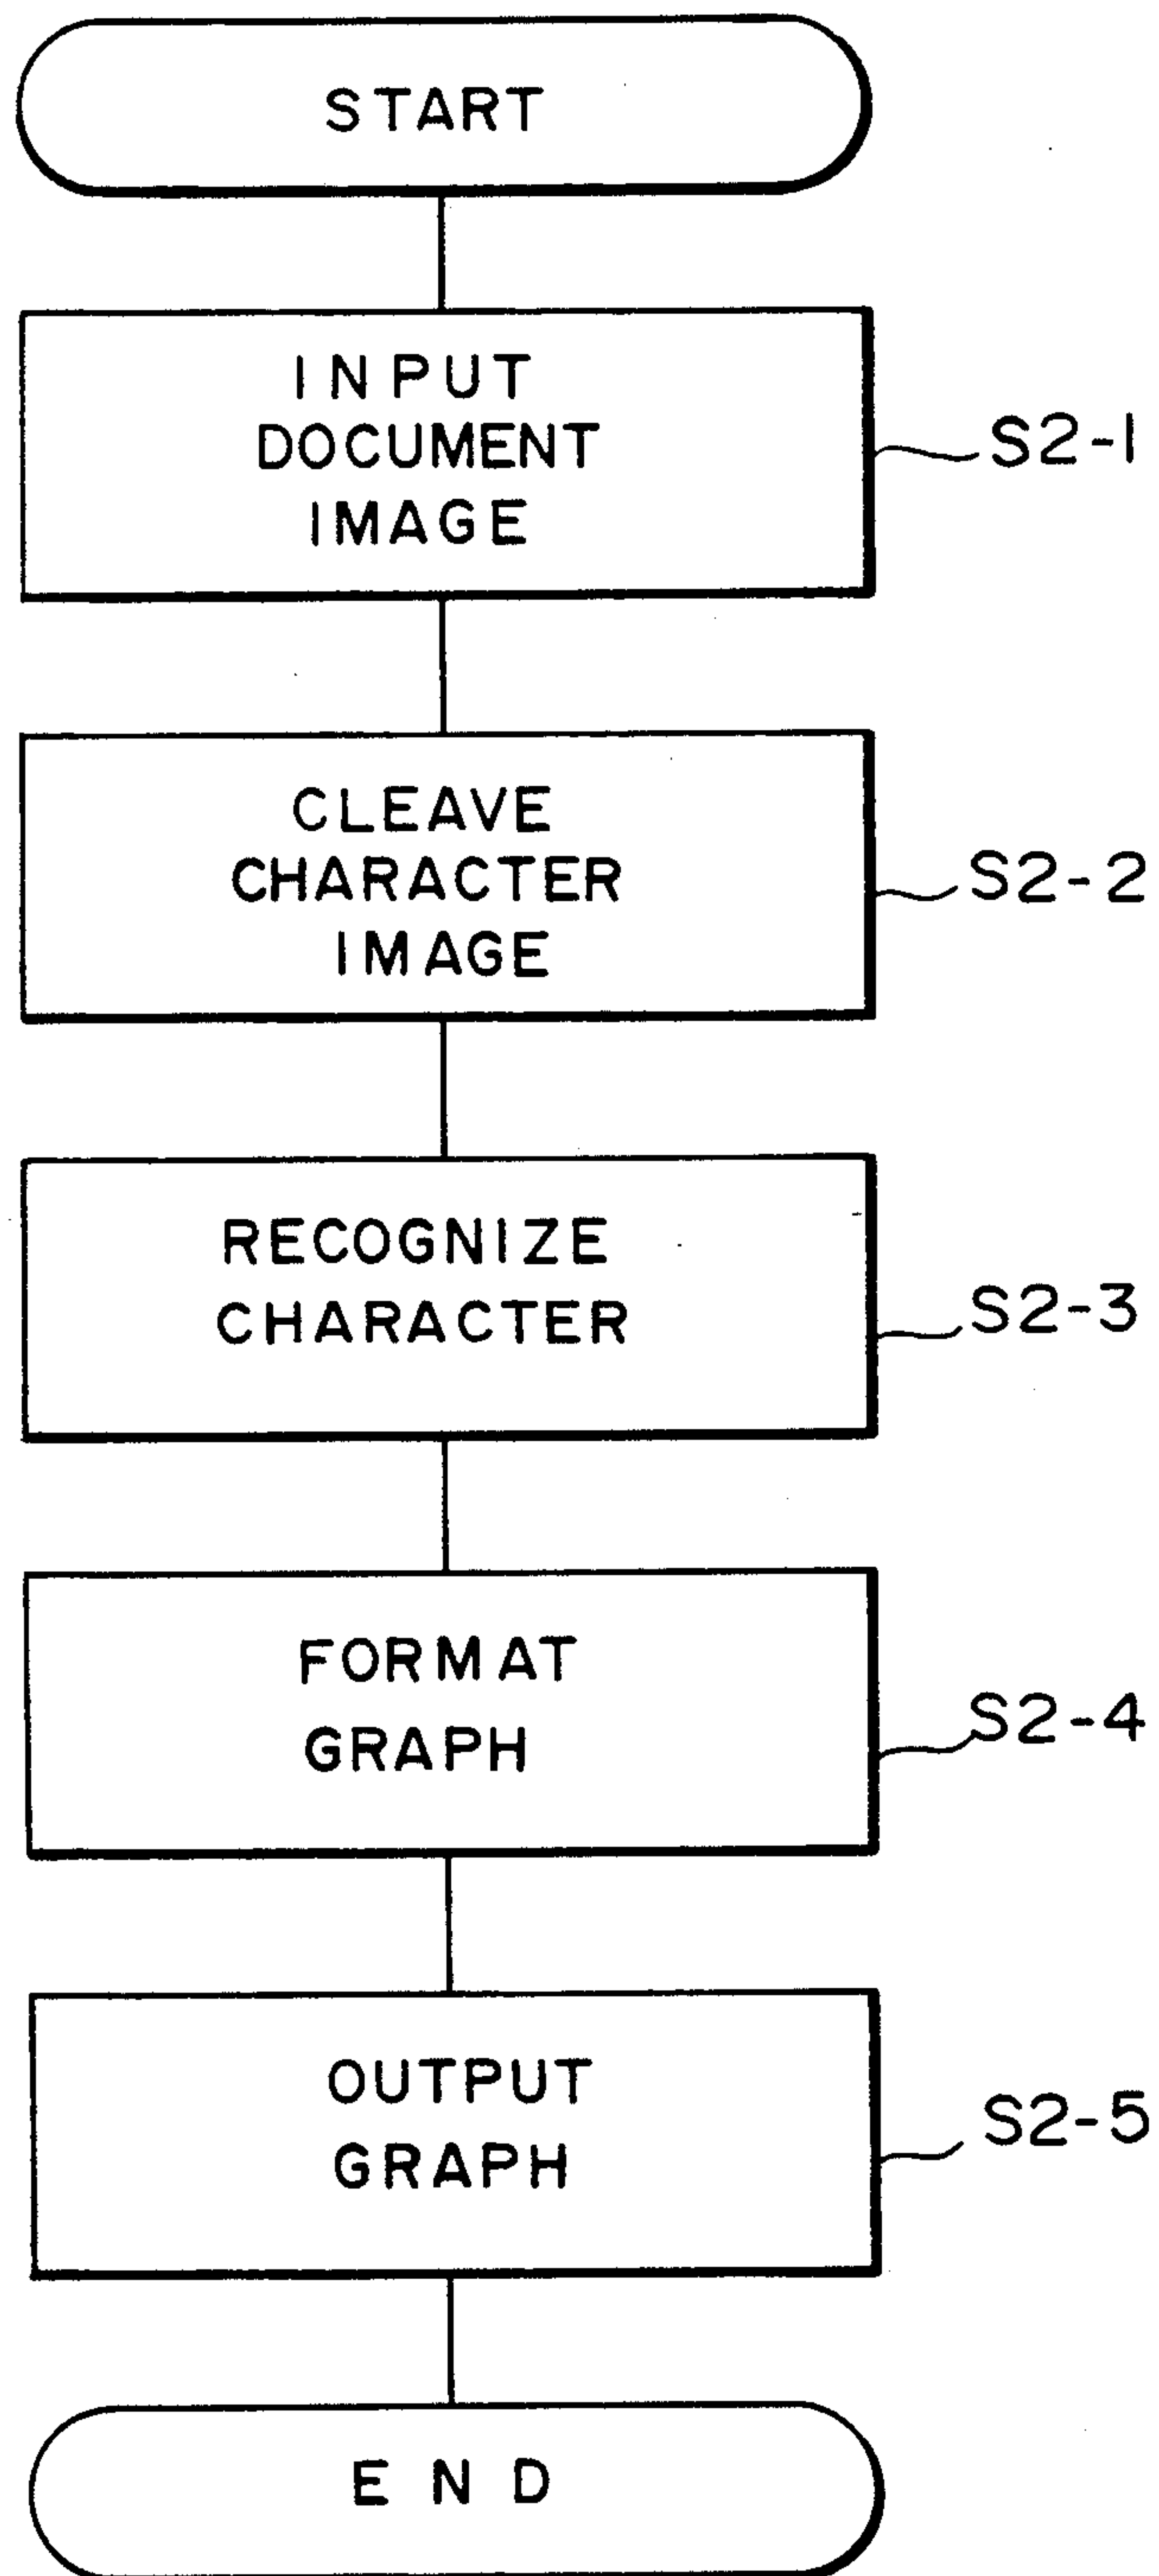 START
INPUT
DOCUMENT
IMAGE
S2-1
CLEAVE
CHARACTER
IMAGE
S2-2
RECOGNIZE
CHARACTER
S2-3
FORMAT
GRAPH
S2-4
OUTPUT
GRAPH
S2-5
END